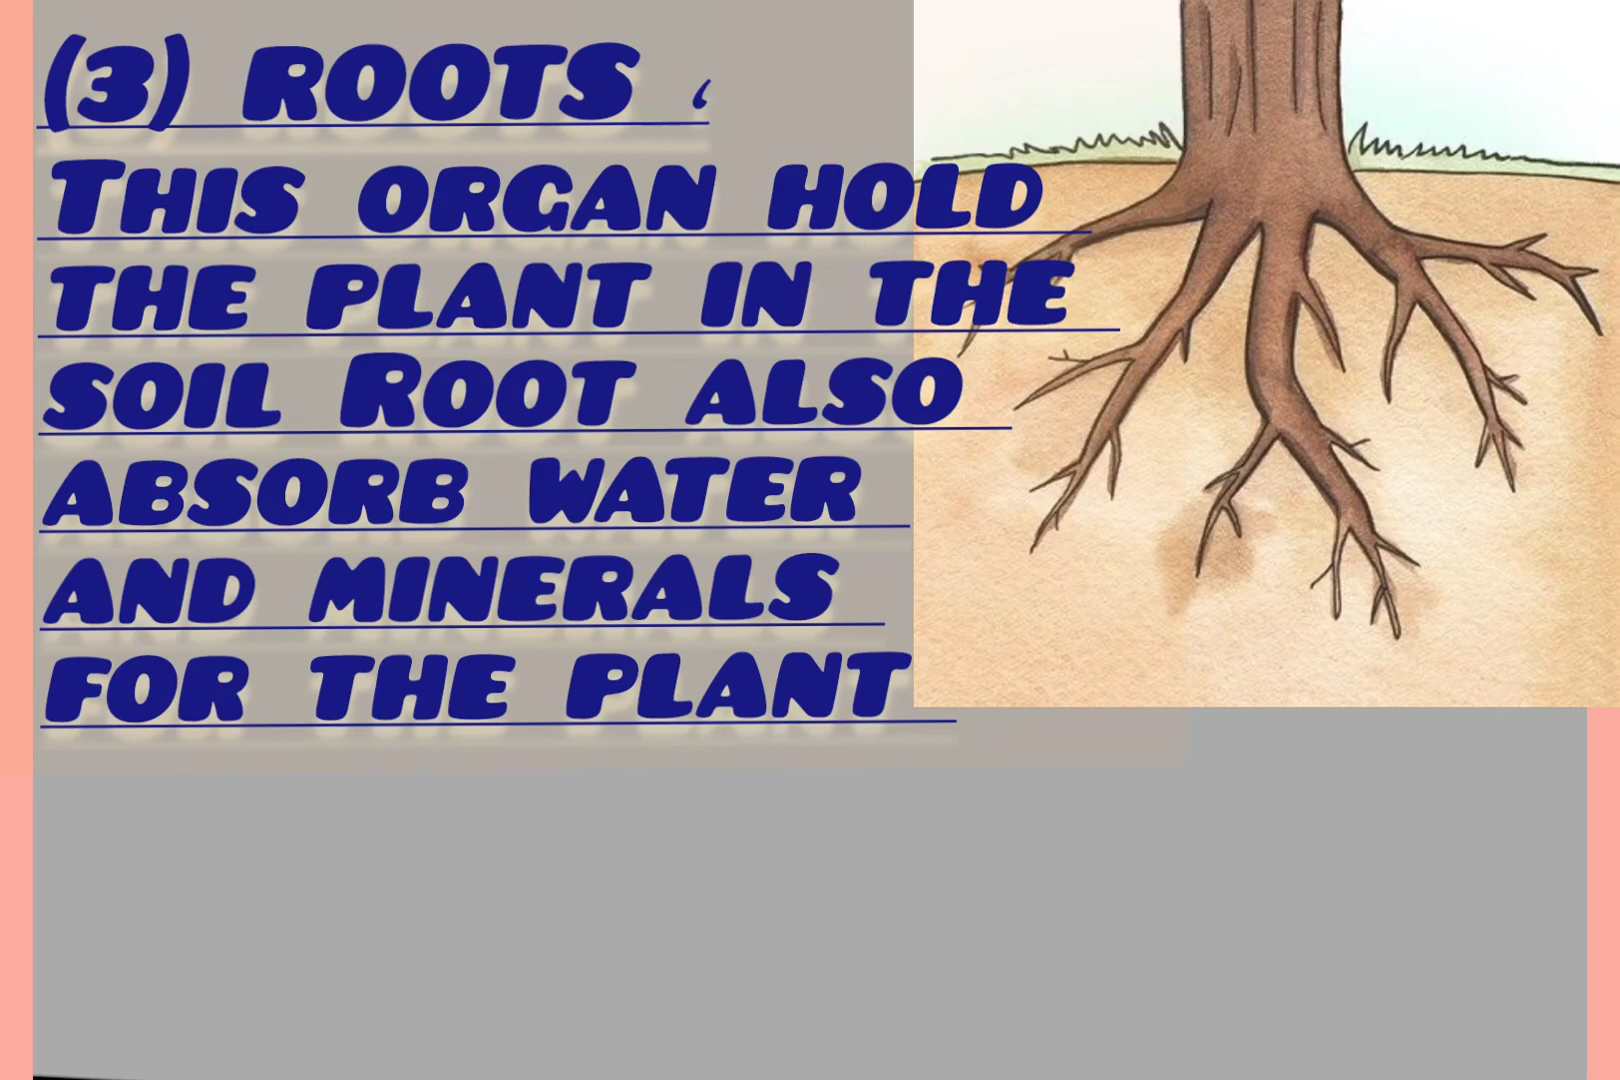 (3) ROOTS ،
THIS ORGAN HOLD
THE PLANT IN THE
SOIL ROOT ALSO
ABSORB WATER
AND MINERALS
FOR THE PLANT